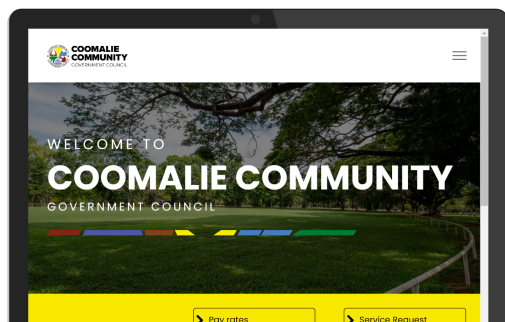 COOMALIE
COMMUNITY
GOVERNMENT COUNCIL
WELCOME TO
COOMALIE COMMUNITY
GOVERNMENT COUNCIL
Pay rates
Service Request